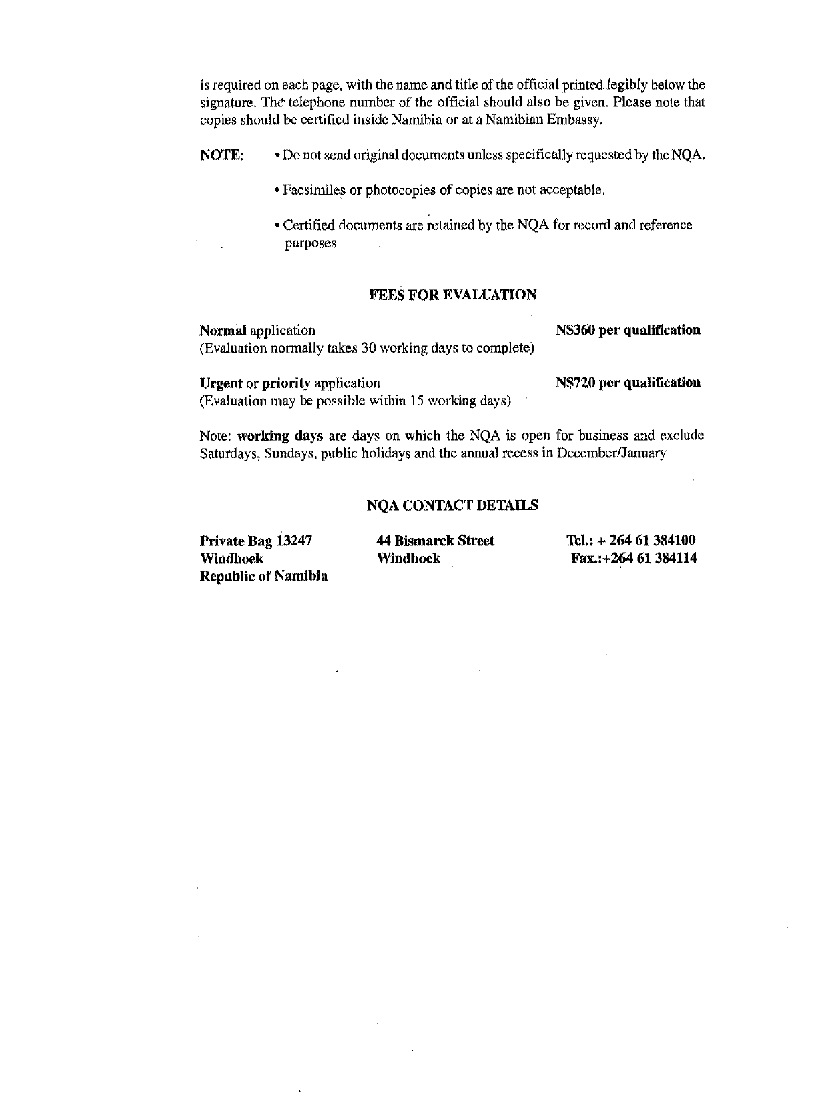 is required on each page, with the name and title of the official printed legibly below the
signature. The telephone number of the official should also be given. Please note that
copies should be certified inside Namibia or at a Namibian Embassy.
NOTE: • Do not send original documents unless specifically requested by the NQA.
• Facsimiles or photocopies of copies are not acceptable.
• Certified documents are retained by the NQA for record and reference
purposes
FEES FOR EVALUATION
Normal application N$360 per qualification
(Evaluation normally takes 30 working days to complete)
Urgent or priority application N$720 per qualification
(Evaluation may be possible within 15 working days)
Note: working days are days on which the NQA is open for business and exclude
Saturdays, Sundays, public holidays and the annual recess in December/January
NQA CONTACT DETAILS
Private Bag 13247 44 Bismarck Street Tel.: + 264 61 384100
Windhoek Windhoek Fax.:+264 61 384114
Republic of Namibia